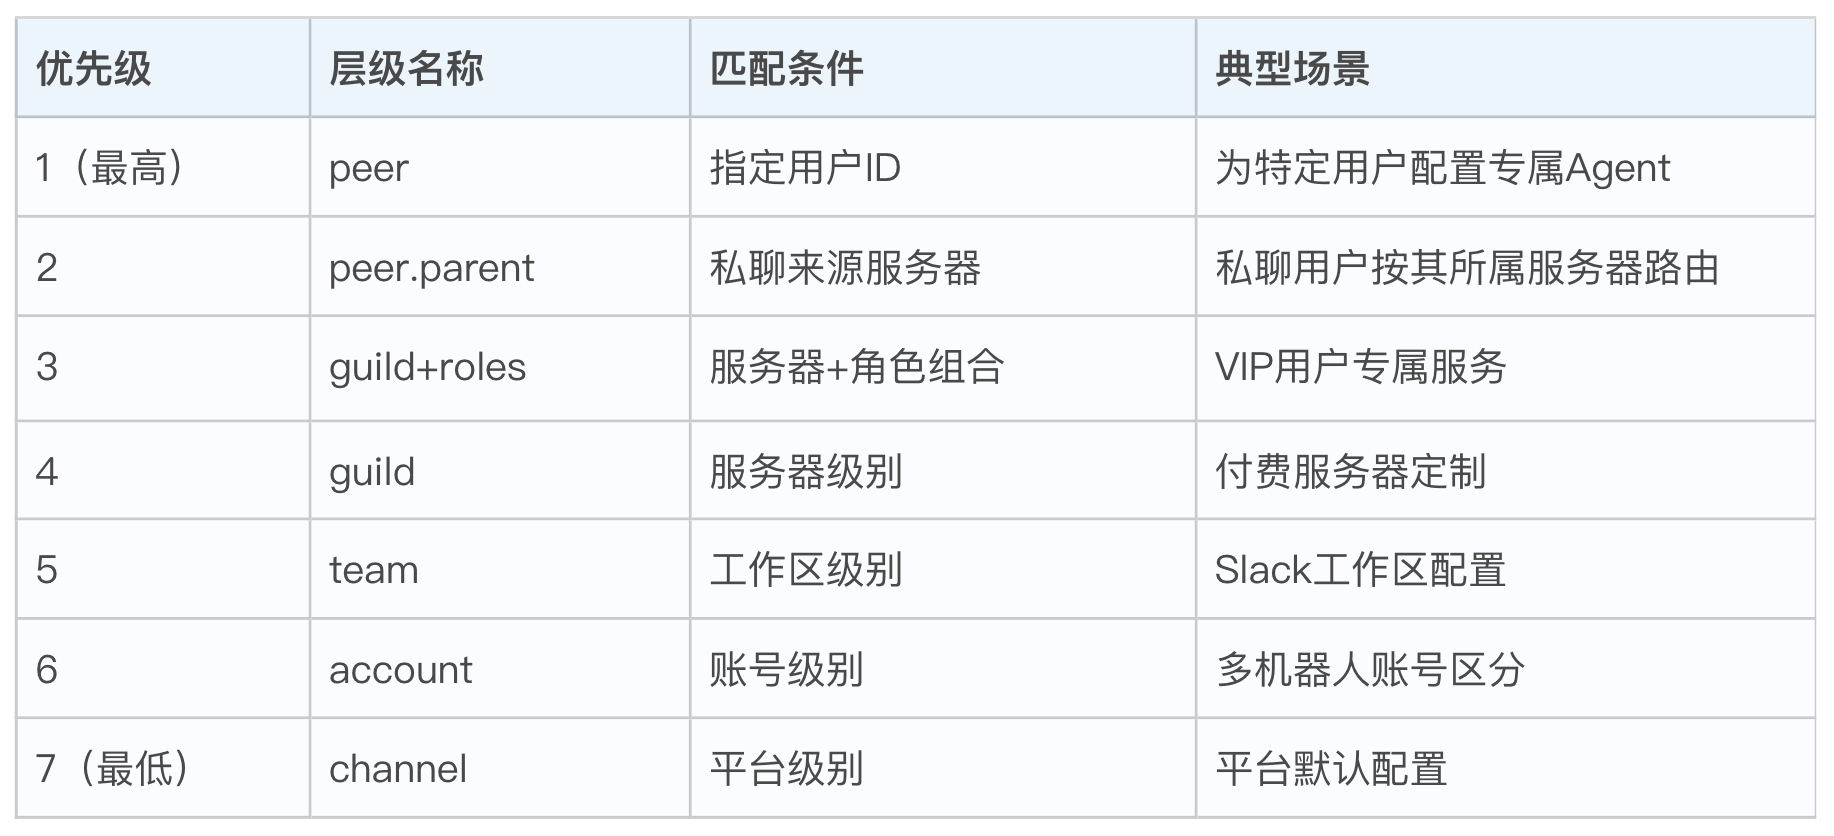 优先级 层级名称 匹配条件 典型场景
1（最高） peer 指定用户ID 为特定用户配置专属Agent
2 peer.parent 私聊来源服务器 私聊用户按其所属服务器路由
3 guild+roles 服务器+角色组合 VIP用户专属服务
4 guild 服务器级别 付费服务器定制
5 team 工作区级别 Slack工作区配置
6 account 账号级别 多机器人账号区分
7（最低） channel 平台级别 平台默认配置